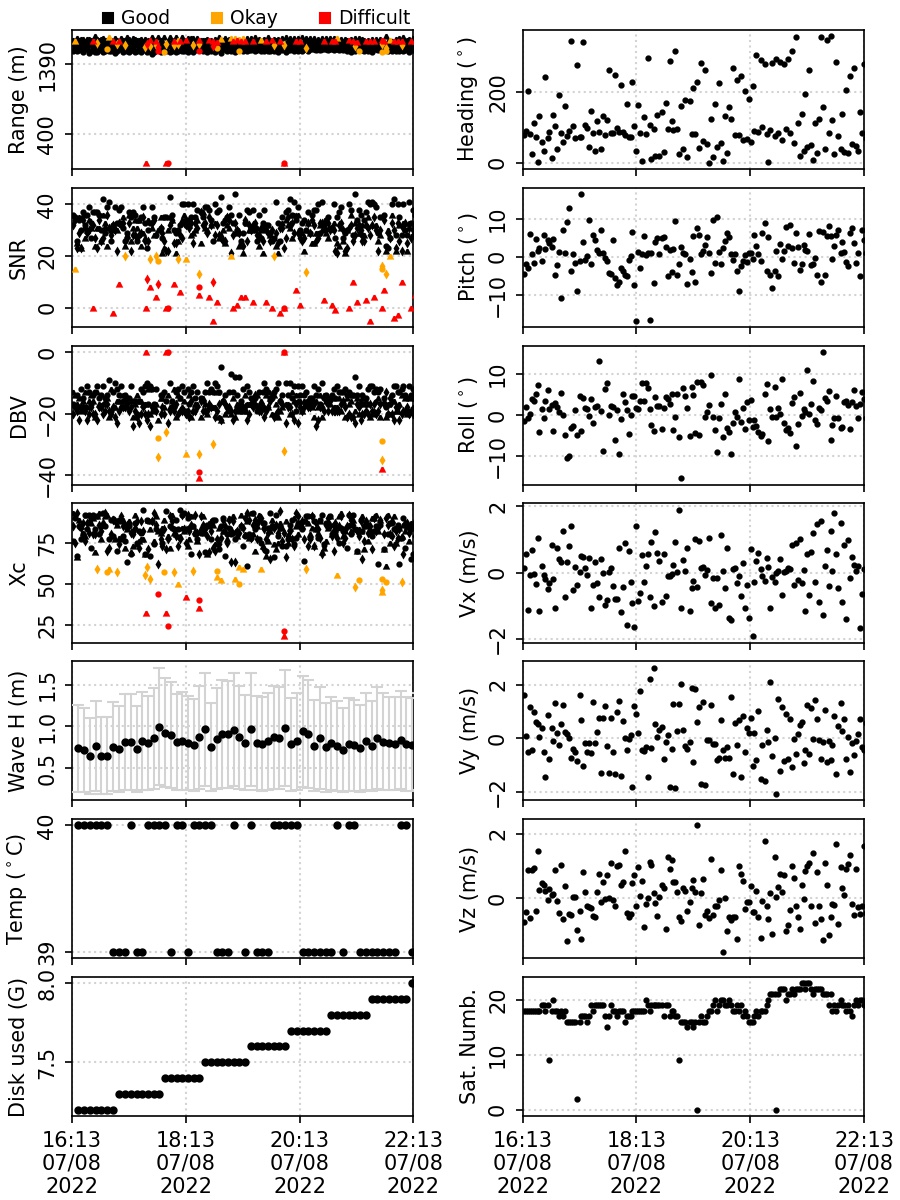 Good Okay Difficult
Range (m)
1390
400
Heading (°)
200
0
SNR
40
20
0
Pitch (°)
10
0
−10
DBV
0
−20
−40
Roll (°)
10
0
−10
Xc
75
50
25
Vx (m/s)
2
0
−2
Wave H (m)
1.5
1.0
0.5
Vy (m/s)
2
0
−2
Temp (°C)
40
39
Vz (m/s)
2
0
Disk used (G)
8.0
7.5
Sat. Numb.
20
10
0
16:13 18:13 20:13 22:13 16:13 18:13 20:13 22:13
07/08 07/08 07/08 07/08 07/08 07/08 07/08 07/08
2022 2022 2022 2022 2022 2022 2022 2022